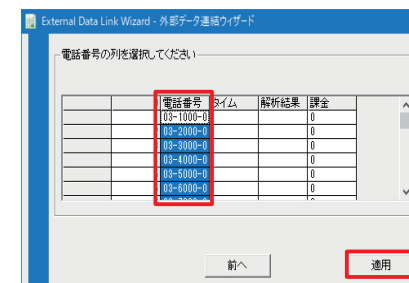 External Data Link Wizard - 外部データ連結ウィザード
電話番号の列を選択してください
電話番号 タイム 解析結果 課金
03-1000-0 0
03-2000-0 0
03-3000-0 0
03-4000-0 0
03-5000-0 0
03-6000-0 0
前へ 適用